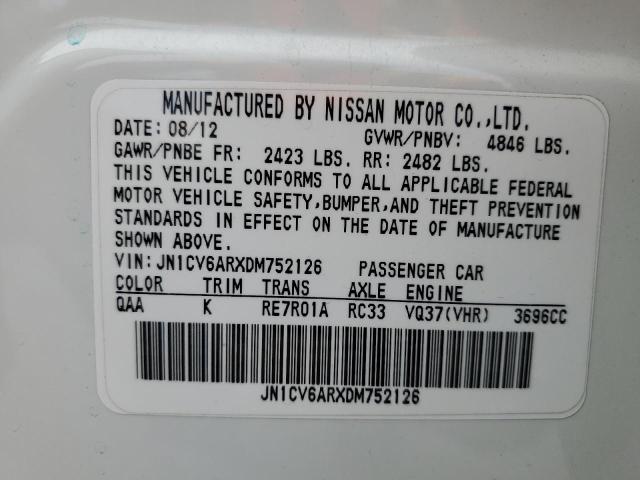 MANUFACTURED BY NISSAN MOTOR CO.,LTD.
DATE: 08/12 GVWR/PNBV: 4846 LBS.
GAWR/PNBE FR: 2423 LBS. RR: 2482 LBS.
THIS VEHICLE CONFORMS TO ALL APPLICABLE FEDERAL
MOTOR VEHICLE SAFETY,BUMPER,AND THEFT PREVENTION
STANDARDS IN EFFECT ON THE DATE OF MANUFACTURE
SHOWN ABOVE.
VIN:JN1CV6ARXDM752126 PASSENGER CAR
COLOR TRIM TRANS AXLE ENGINE
QAA K RE7R01A RC33 VQ37(VHR) 3696CC
JN1CV6ARXDM752126